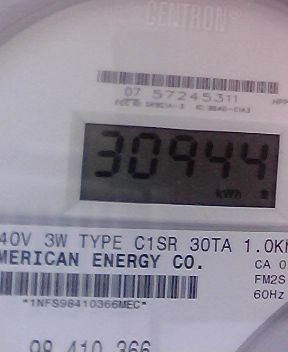 CENTRON®
07 57245311
30944
kWh
40V 3W TYPE C1SR 30TA 1.0K
MERICAN ENERGY CO.
CA 0
FM2S
60Hz
*1NFS98410366MEC*
98 410 366